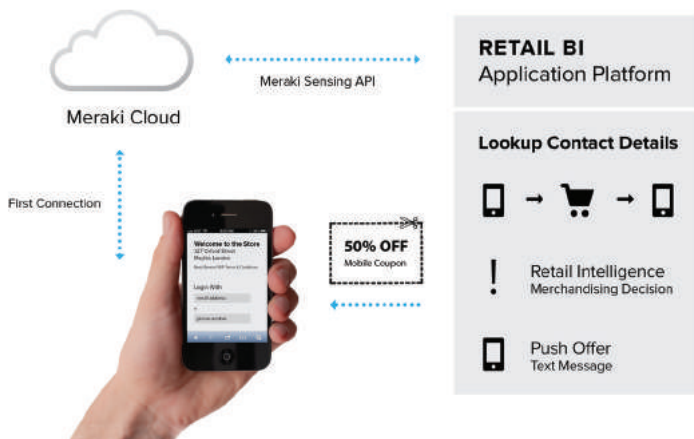 Meraki Cloud
Meraki Sensing API
First Connection
Welcome to the Store
Login With
50% OFF
Mobile Coupon
RETAIL BI
Application Platform
Lookup Contact Details
Retail Intelligence
Merchandising Decision
Push Offer
Text Message